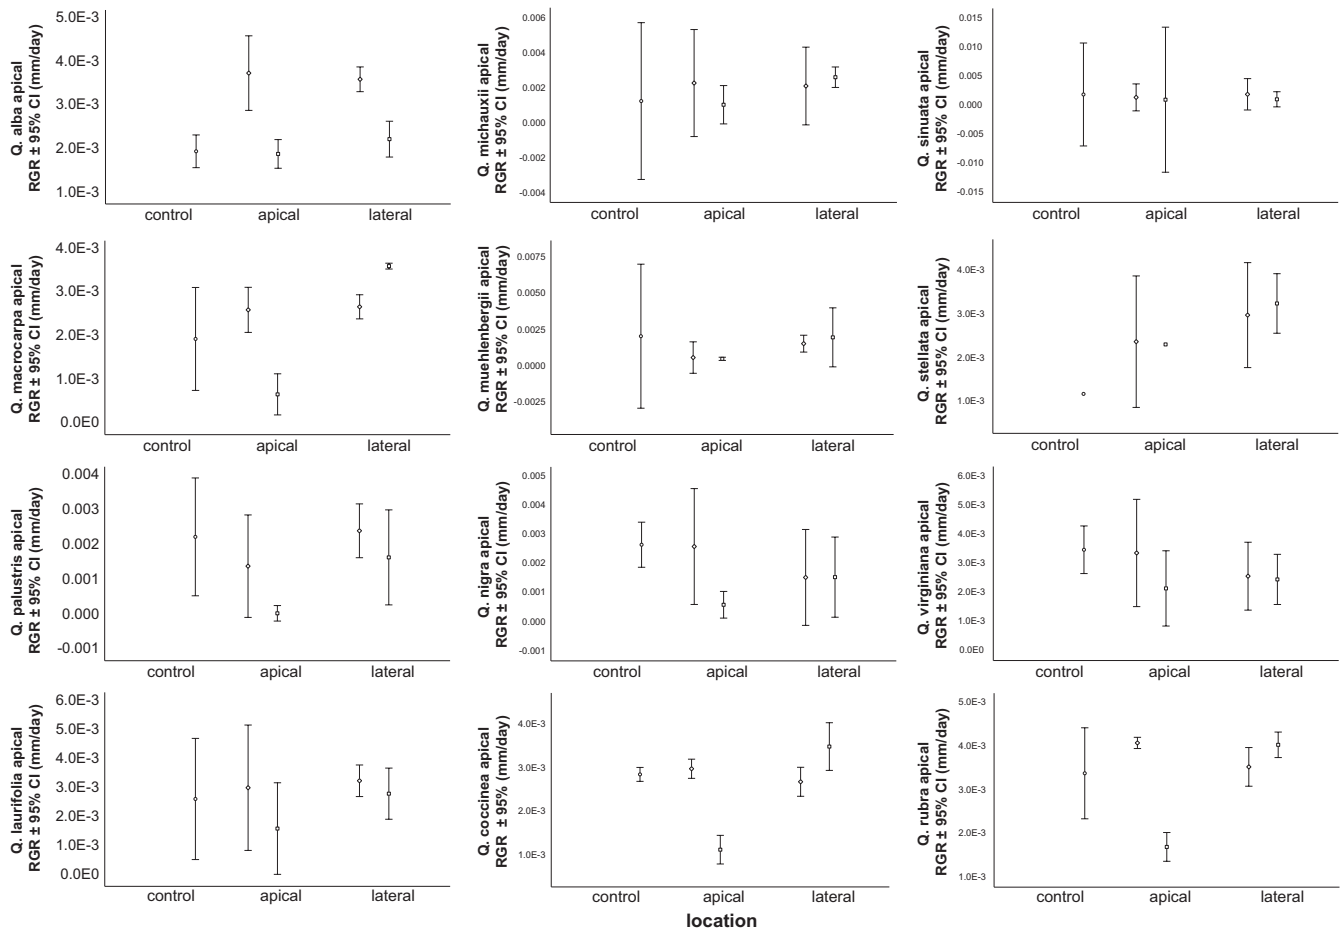 Q. alba apical
RGR ± 95% CI (mm/day)
5.0E-3
4.0E-3
3.0E-3
2.0E-3
1.0E-3
control apical lateral
Q. michauxii apical
RGR ± 95% CI (mm/day)
0.006
0.004
0.002
0.000
-0.002
-0.004
control apical lateral
Q. sinuata apical
RGR ± 95% CI (mm/day)
0.015
0.010
0.005
0.000
-0.005
-0.010
-0.015
control apical lateral
Q. macrocarpa apical
RGR ± 95% CI (mm/day)
4.0E-3
3.0E-3
2.0E-3
1.0E-3
0.0E0
control apical lateral
Q. muehlenbergii apical
RGR ± 95% CI (mm/day)
0.0075
0.0050
0.0025
0.0000
-0.0025
control apical lateral
Q. stellata apical
RGR ± 95% CI (mm/day)
4.0E-3
3.0E-3
2.0E-3
1.0E-3
control apical lateral
Q. palustris apical
RGR ± 95% CI (mm/day)
0.004
0.003
0.002
0.001
0.000
-0.001
control apical lateral
Q. nigra apical
RGR ± 95% CI (mm/day)
0.005
0.004
0.003
0.002
0.001
0.000
-0.001
control apical lateral
Q. virginiana apical
RGR ± 95% CI (mm/day)
6.0E-3
5.0E-3
4.0E-3
3.0E-3
2.0E-3
1.0E-3
0.0E0
control apical lateral
Q. laurifolia apical
RGR ± 95% CI (mm/day)
6.0E-3
5.0E-3
4.0E-3
3.0E-3
2.0E-3
1.0E-3
0.0E0
control apical lateral
Q. coccinea apical
RGR ± 95% (mm/day)
4.0E-3
3.0E-3
2.0E-3
1.0E-3
control apical lateral
Q. rubra apical
RGR ± 95% CI (mm/day)
5.0E-3
4.0E-3
3.0E-3
2.0E-3
1.0E-3
control apical lateral
location